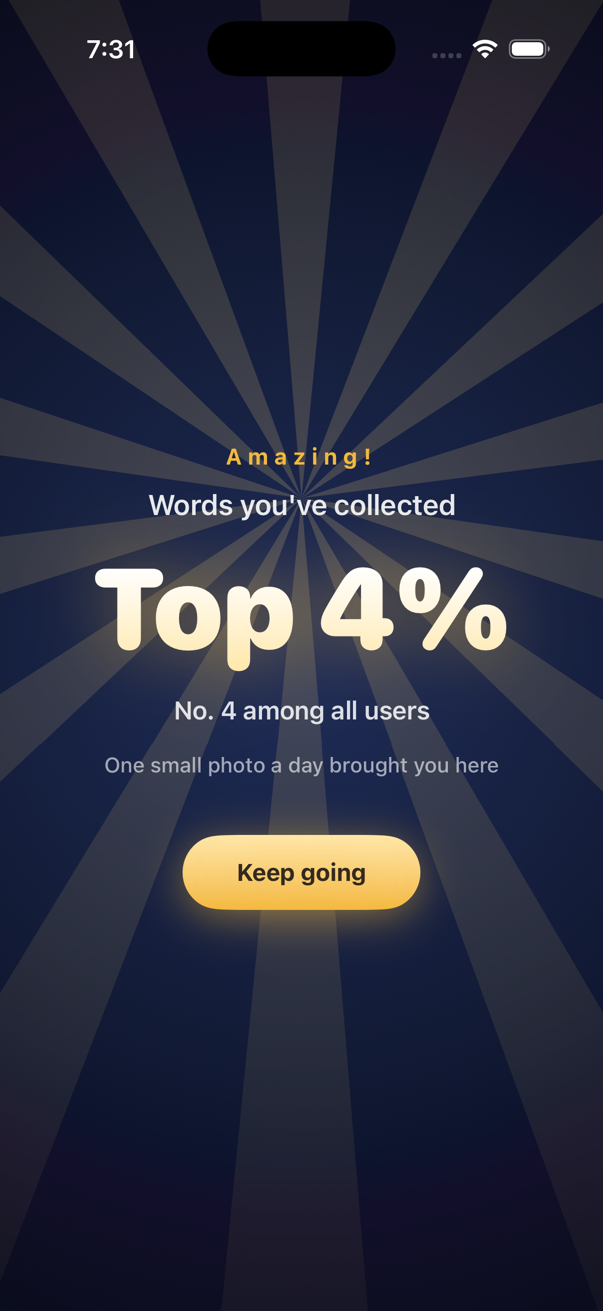 7:31
Amazing!
Words you've collected
Top 4%
No. 4 among all users
One small photo a day brought you here
Keep going